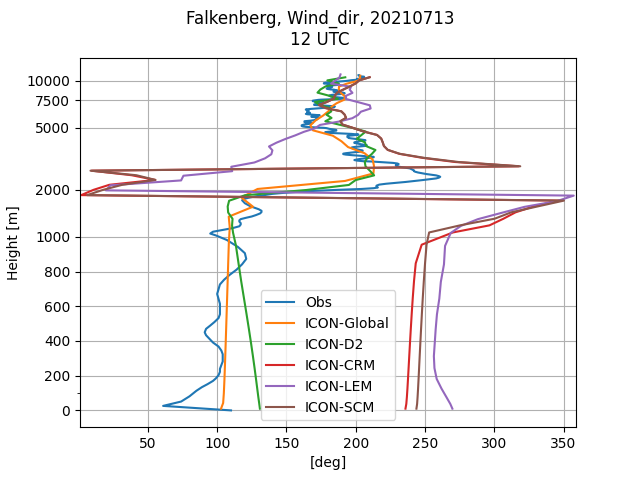 Falkenberg, Wind_dir, 20210713
12 UTC
10000
7500
5000
2000
1000
800
600
400
200
0
Height [m]
50
100
150
200
250
300
350
[deg]
Obs
ICON-Global
ICON-D2
ICON-CRM
ICON-LEM
ICON-SCM